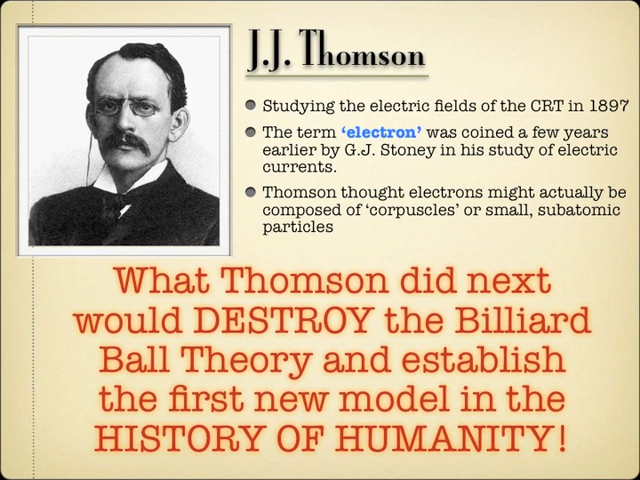 J.J. Thomson
Studying the electric fields of the CRT in 1897
The term ‘electron’ was coined a few years
earlier by G.J. Stoney in his study of electric
currents.
Thomson thought electrons might actually be
composed of ‘corpuscles’ or small, subatomic
particles
What Thomson did next
would DESTROY the Billiard
Ball Theory and establish
the first new model in the
HISTORY OF HUMANITY!